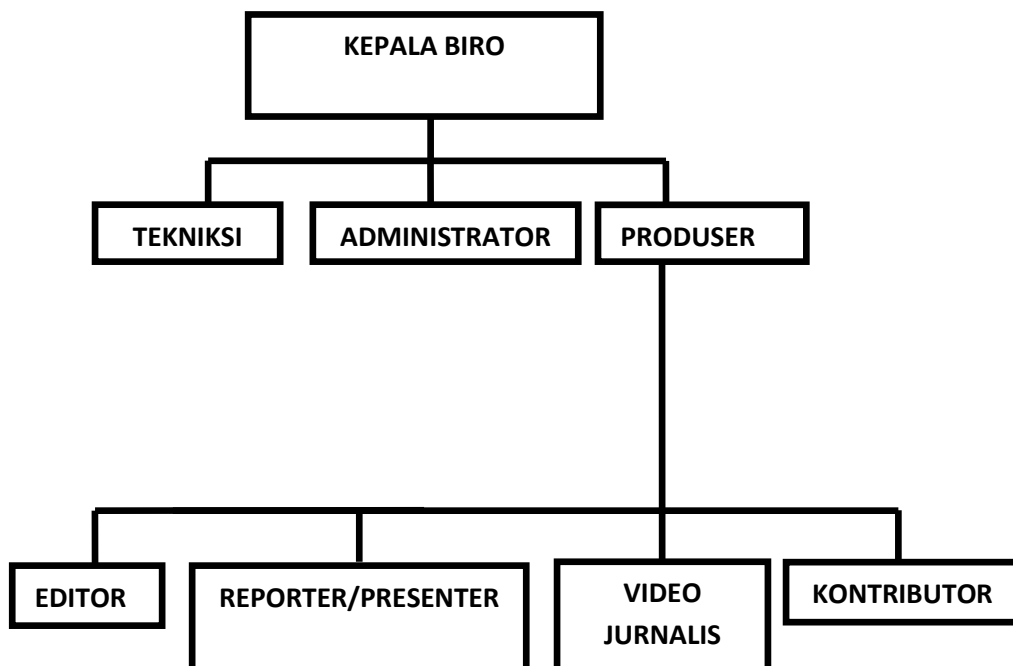 KEPALA BIRO
TEKNIKSI
ADMINISTRATOR
PRODUSER
EDITOR
REPORTER/PRESENTER
VIDEO
JURNALIS
KONTRIBUTOR